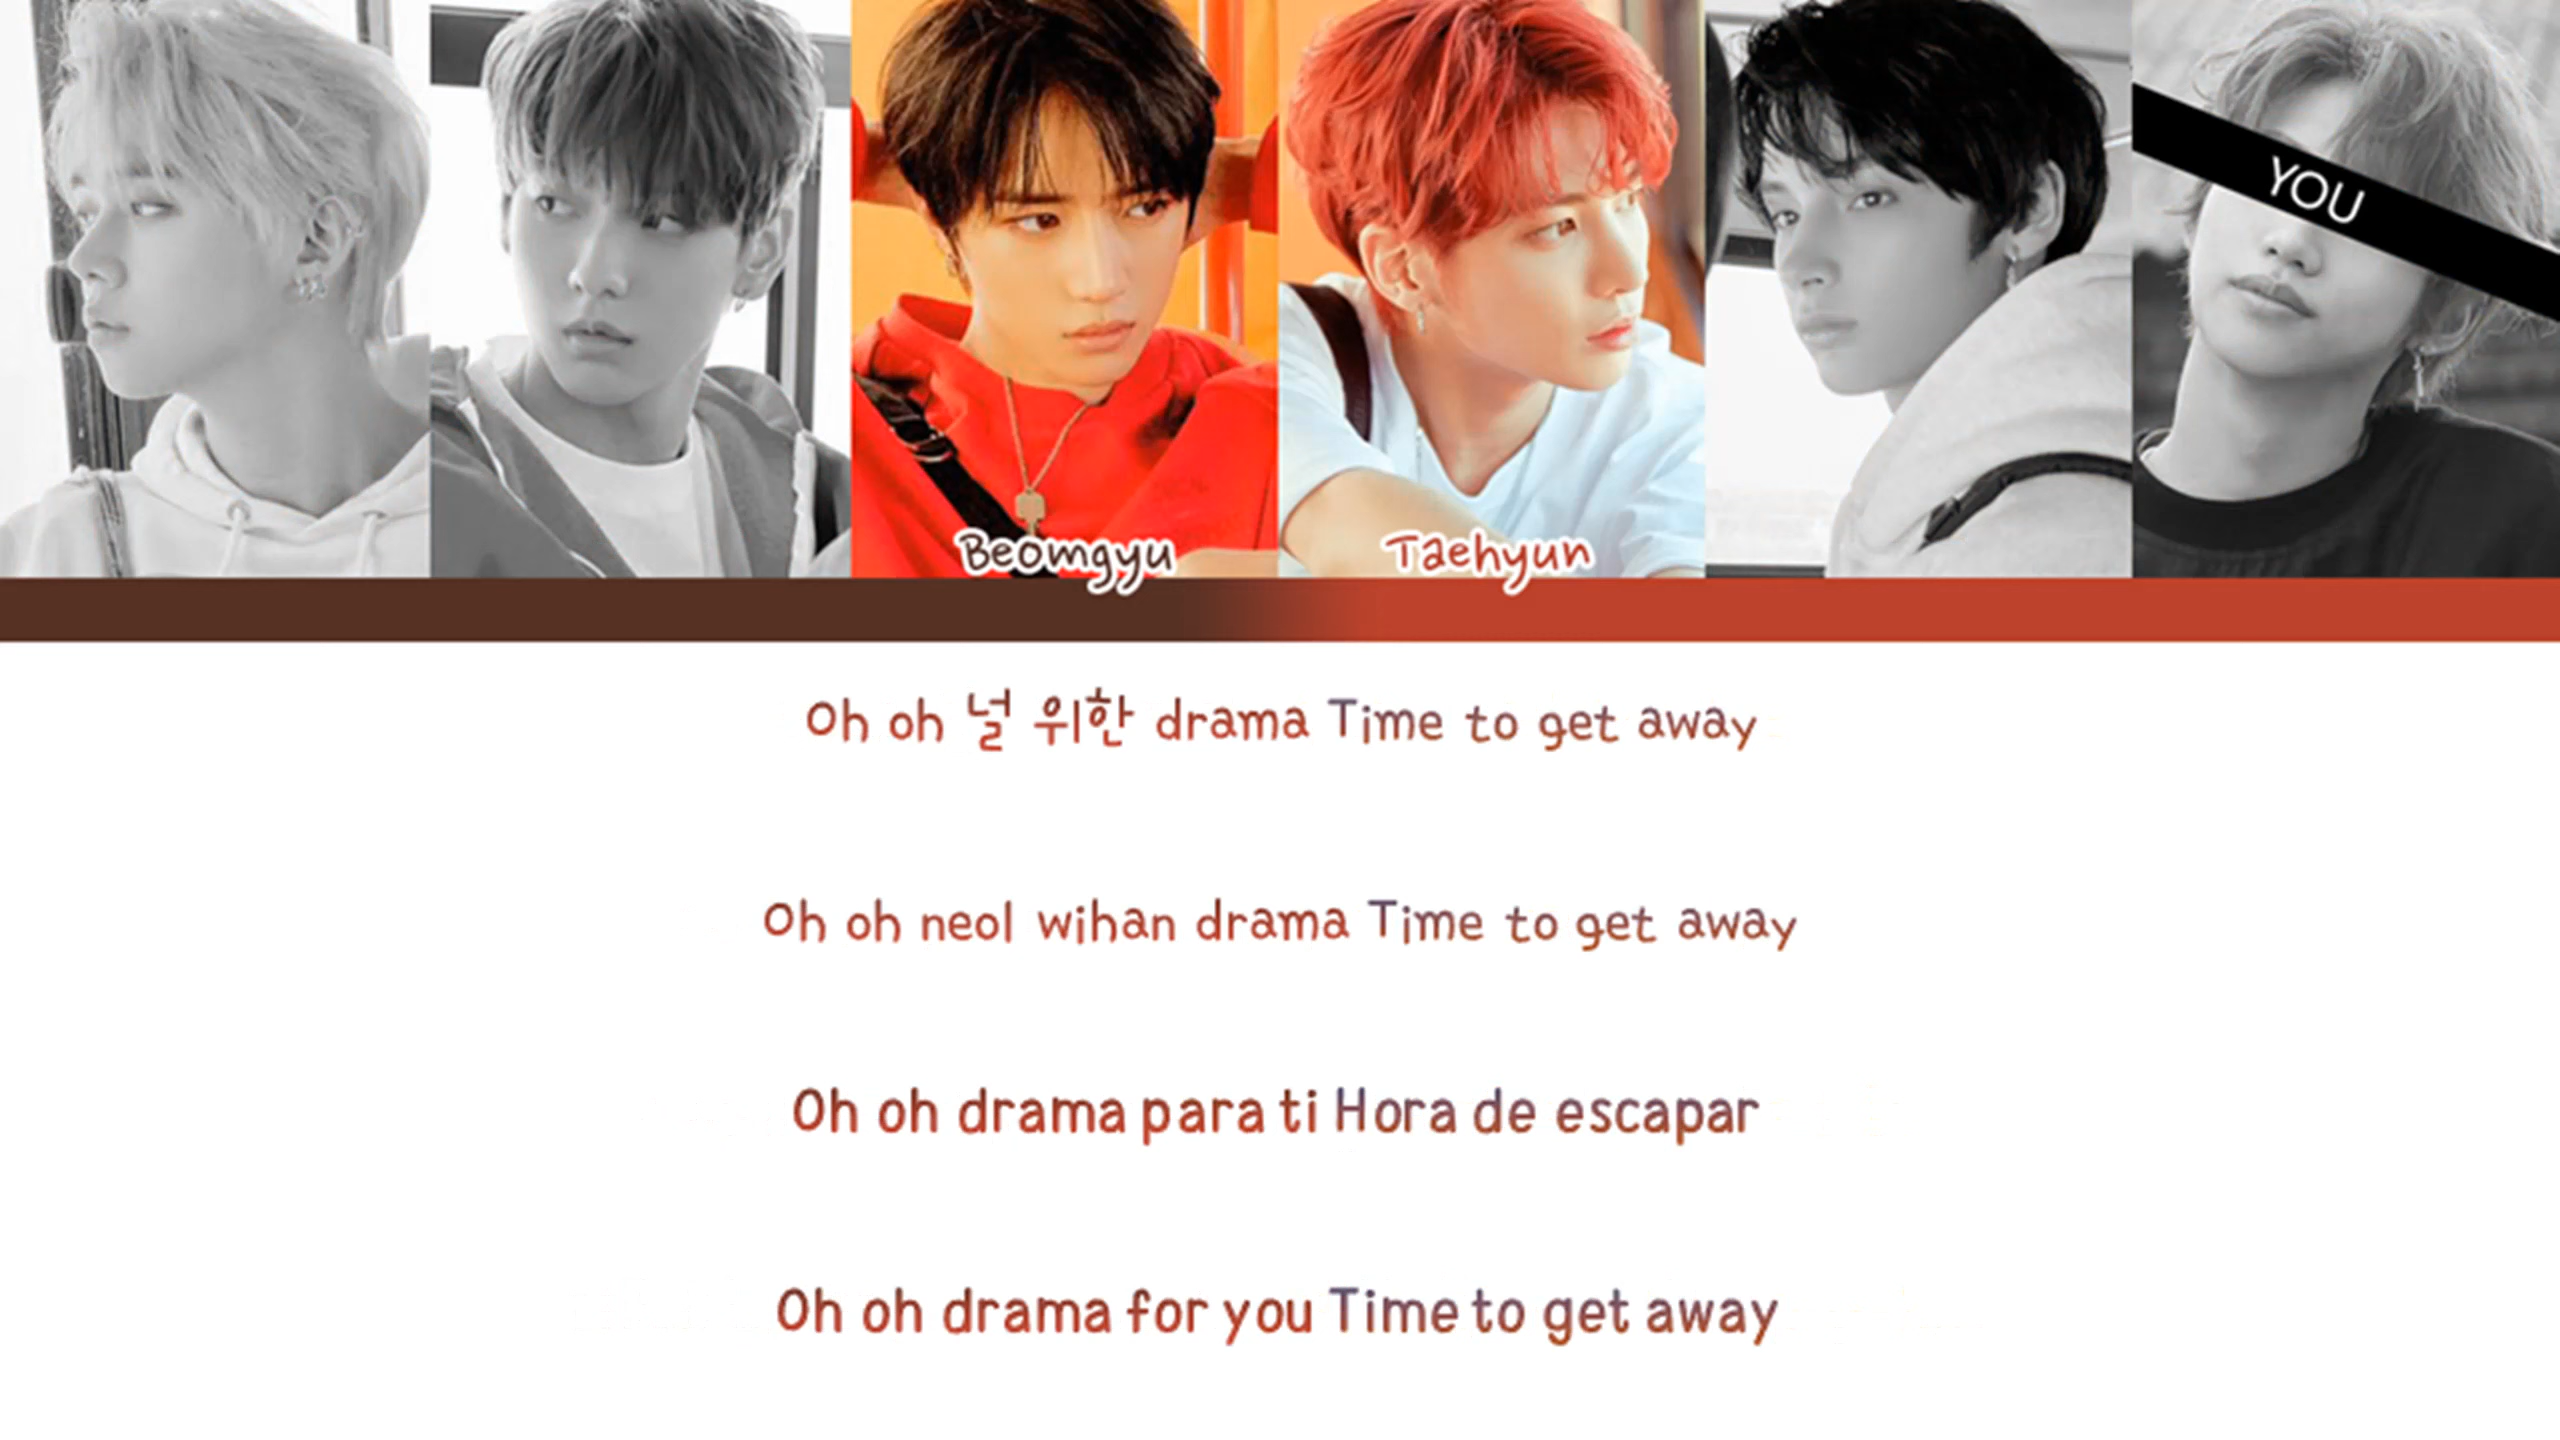 YOU
Beomgyu
Taehyun
Oh oh 널 위한 drama Time to get away
Oh oh neol wihan drama Time to get away
Oh oh drama para ti Hora de escapar
Oh oh drama for you Time to get away